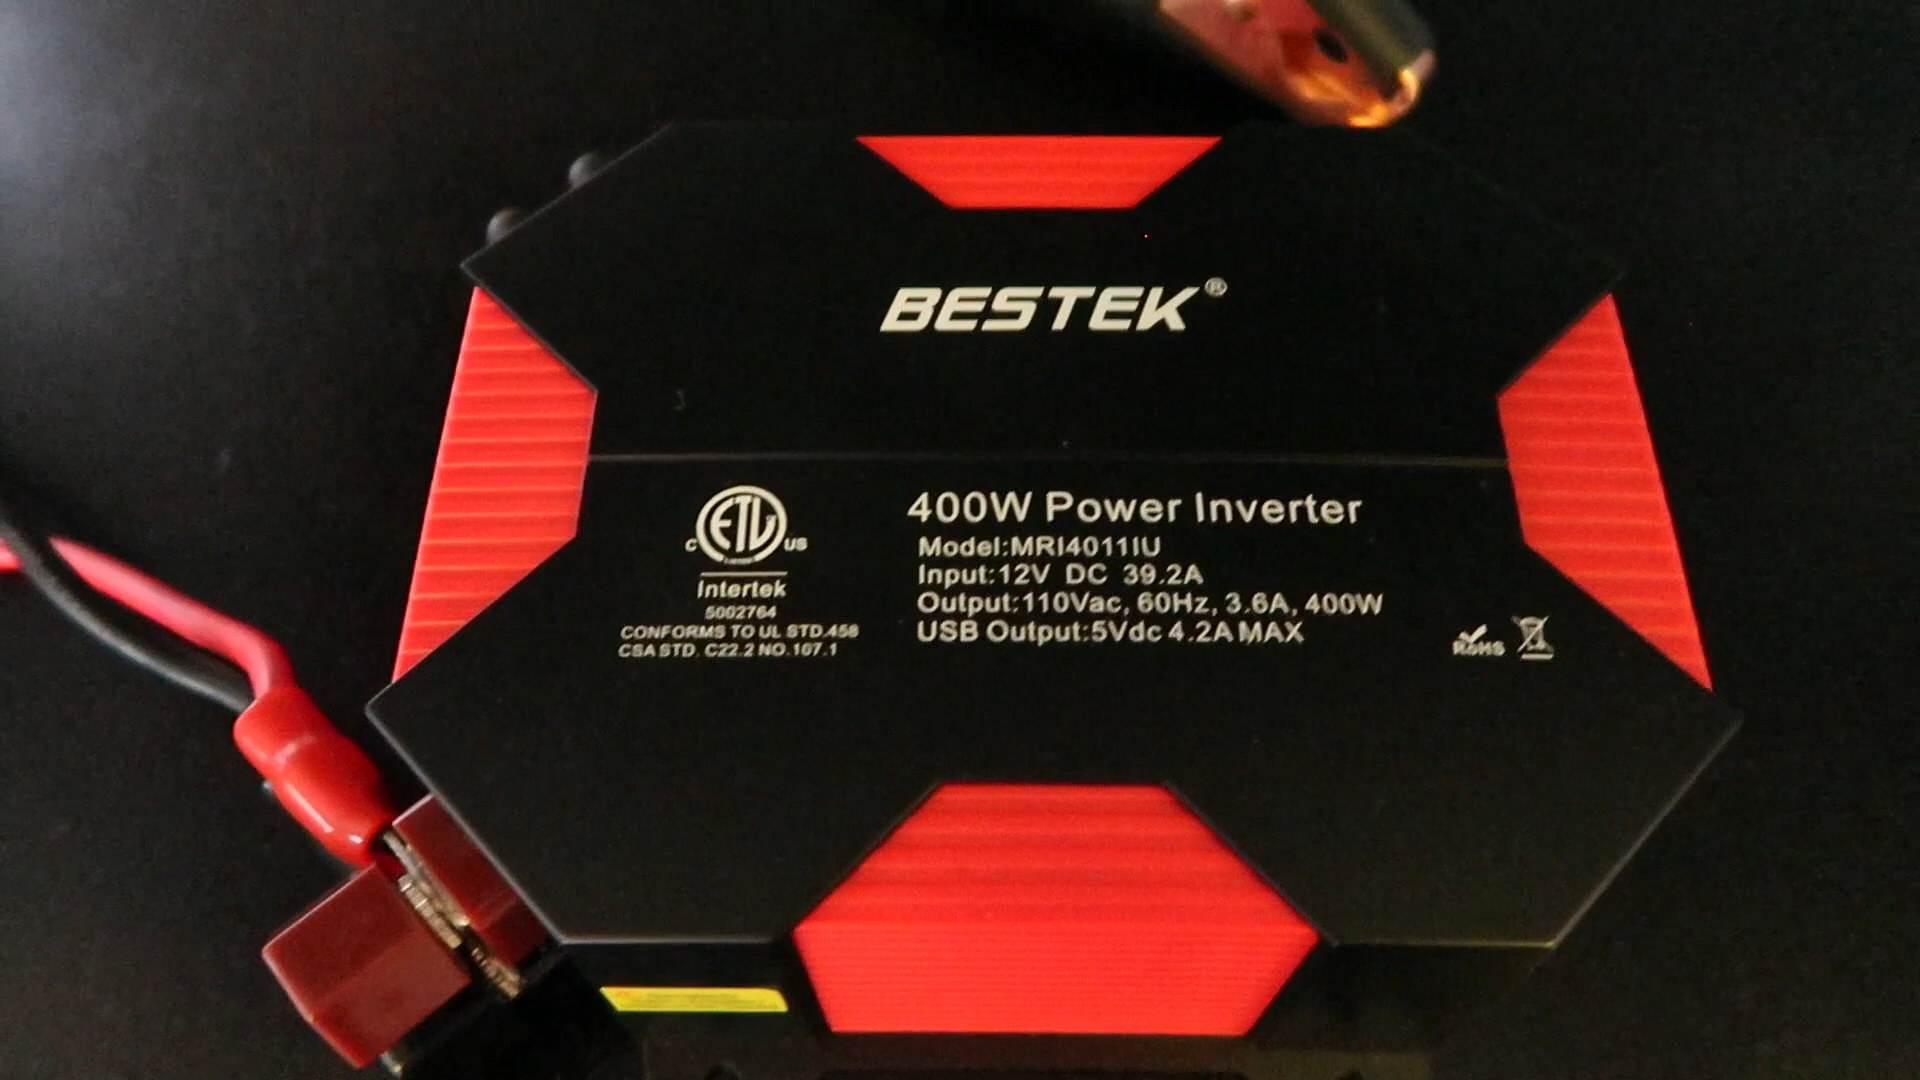 BESTEK®
ETL
C US
Intertek
5002764
CONFORMS TO UL STD.458
CSA STD. C22.2 NO.107.1
400W Power Inverter
Model:MRI4011IU
Input:12V DC 39.2A
Output:110Vac, 60Hz, 3.6A, 400W
USB Output:5Vdc 4.2A MAX
RoHS